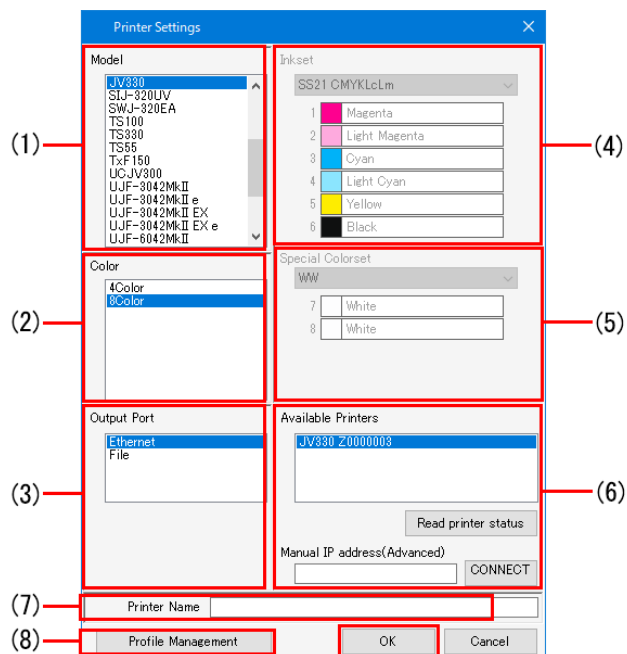 Printer Settings
Model
JV330
SIJ-320UV
SWJ-320EA
TS100
TS330
TS55
TxF150
UCJV300
UJF-3042MkⅡ
UJF-3042MkⅡ e
UJF-3042MkⅡ EX
UJF-3042MkⅡ EX e
UJF-6042MkⅡ
(1)
Inkset
SS21 CMYKLcLm
1 Magenta
2 Light Magenta
3 Cyan
4 Light Cyan
5 Yellow
6 Black
(4)
Color
4Color
8Color
(2)
Special Colorset
WW
7 White
8 White
(5)
Output Port
Ethernet
File
(3)
Available Printers
JV330 Z0000003
Read printer status
Manual IP address(Advanced)
CONNECT
(6)
(7)
Printer Name
(8)
Profile Management
OK
Cancel